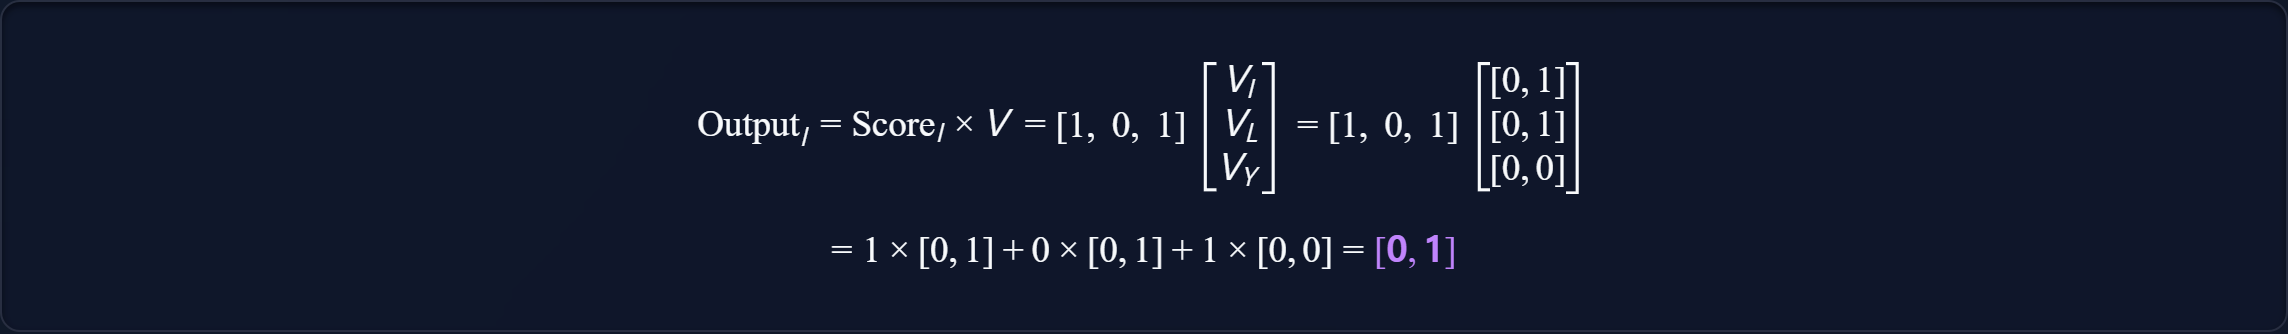 Output_I = Score_I × V = [1, 0, 1] [V_I V_L V_Y] = [1, 0, 1] [[0, 1] [0, 1] [0, 0]]
= 1 × [0, 1] + 0 × [0, 1] + 1 × [0, 0] = [0, 1]